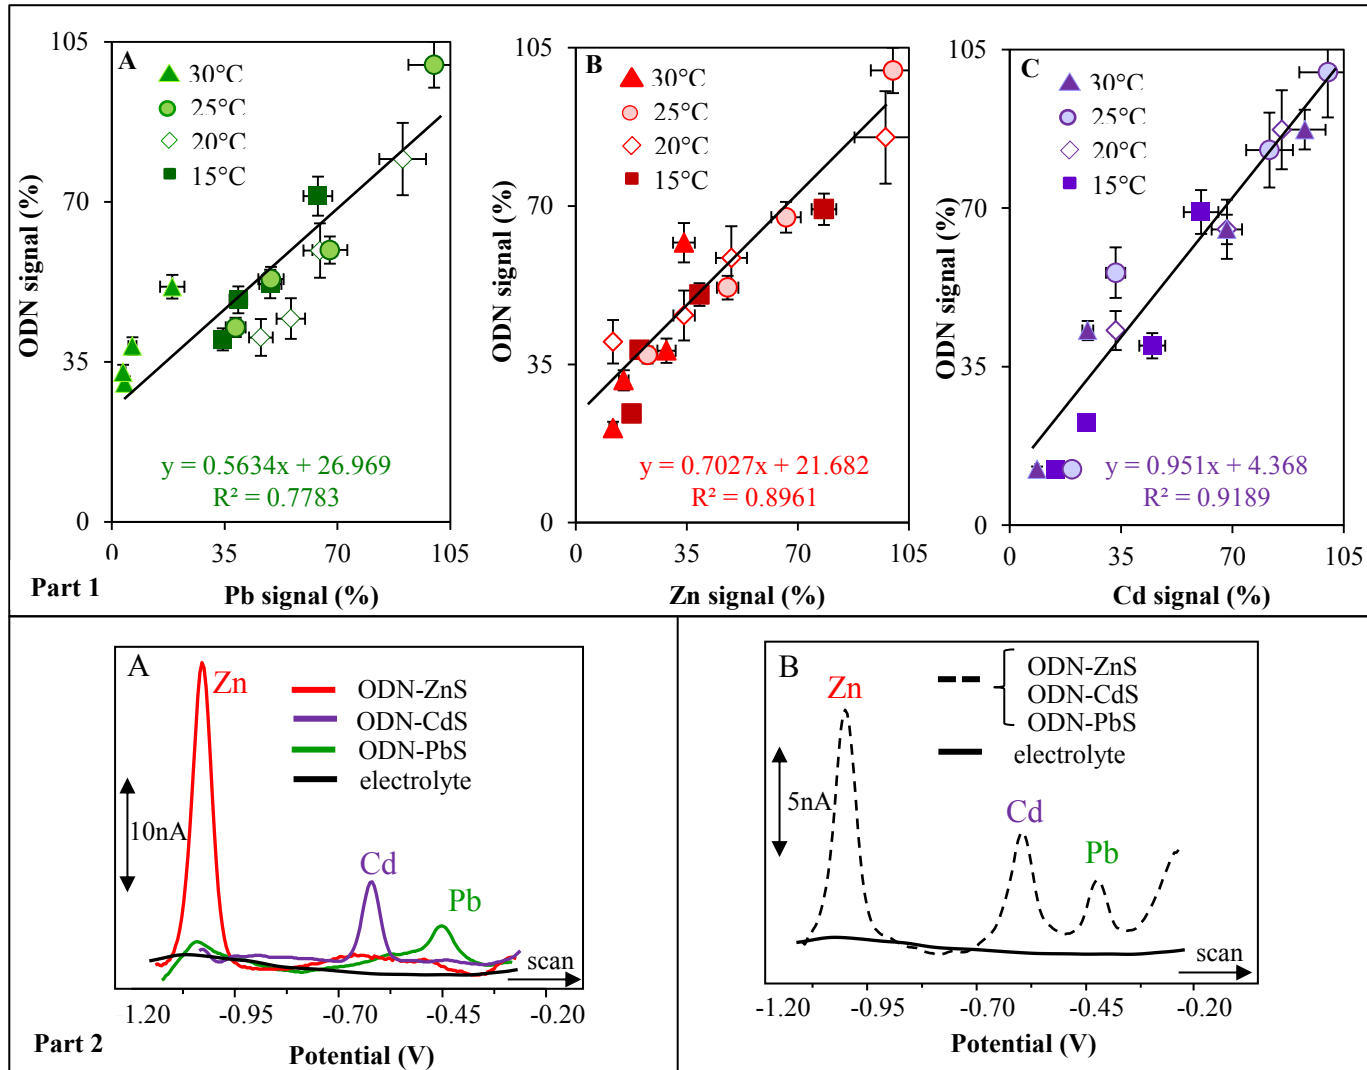 A
30°C
25°C
20°C
15°C
105
70
35
0
0 35 70 105
ODN signal (%)
Pb signal (%)
y = 0.5634x + 26.969
R² = 0.7783
B
30°C
25°C
20°C
15°C
105
70
35
0
0 35 70 105
ODN signal (%)
Zn signal (%)
y = 0.7027x + 21.682
R² = 0.8961
C
30°C
25°C
20°C
15°C
105
70
35
0
0 35 70 105
ODN signal (%)
Cd signal (%)
y = 0.951x + 4.368
R² = 0.9189
Part 1
A
Zn
ODN-ZnS
ODN-CdS
ODN-PbS
electrolyte
10nA
Cd
Pb
scan
-1.20 -0.95 -0.70 -0.45 -0.20
Potential (V)
Part 2
B
Zn
ODN-ZnS
ODN-CdS
ODN-PbS
electrolyte
5nA
Cd
Pb
scan
-1.20 -0.95 -0.70 -0.45 -0.20
Potential (V)